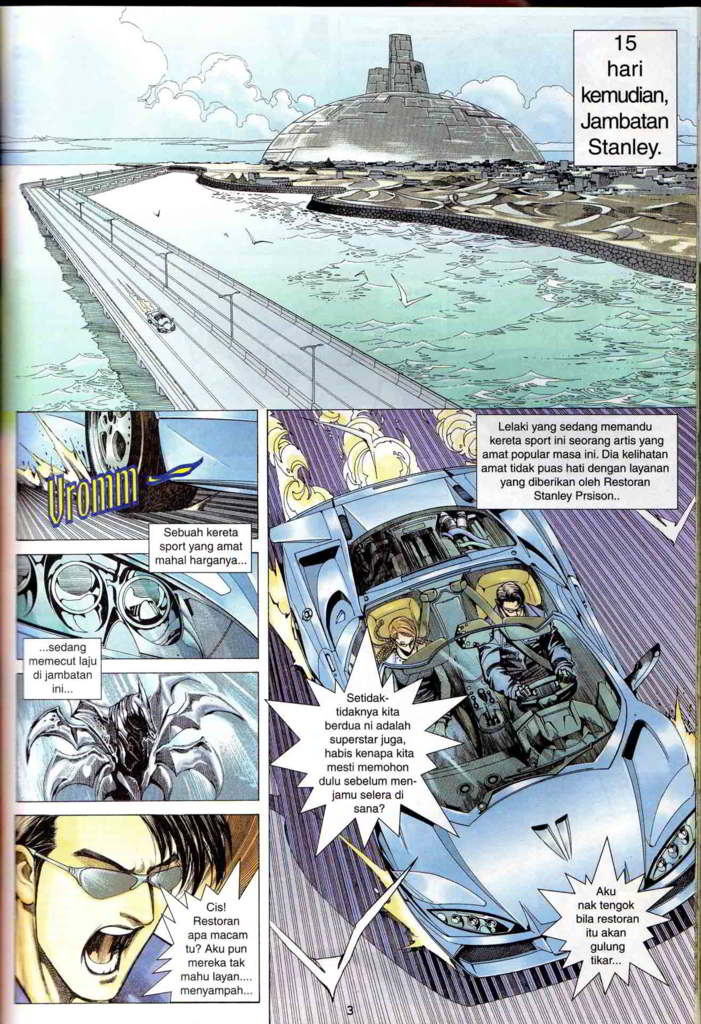 15
hari
kemudian,
Jambatan
Stanley.
Vromm
Sebuah kereta
sport yang amat
mahal harganya...
...sedang
memecut laju
di jambatan
ini...
Cis!
Restoran
apa macam
tu? Aku pun
mereka tak
mahu layan....
menyampah...
Lelaki yang sedang memandu
kereta sport ini seorang artis yang
amat popular masa ini. Dia kelihatan
amat tidak puas hati dengan layanan
yang diberikan oleh Restoran
Stanley Prsison..
Setidak-
tidaknya kita
berdua ni adalah
superstar juga,
habis kenapa kita
mesti memohon
dulu sebelum men-
jamu selera di
sana?
Aku
nak tengok
bila restoran
itu akan
gulung
tikar...
3